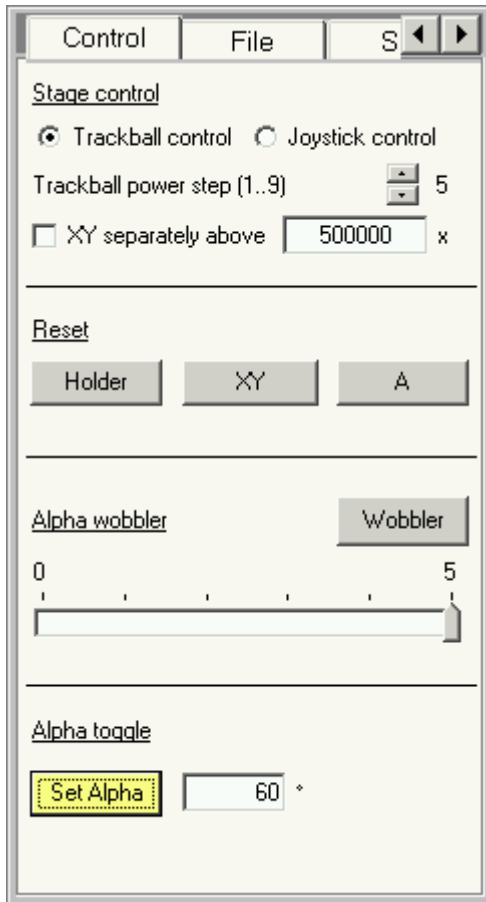 Control File S
Stage control
Trackball control Joystick control
Trackball power step (1..9) 5
XY separately above 500000 x
Reset
Holder XY A
Alpha wobbler Wobbler
0 5
Alpha toggle
Set Alpha 60 °